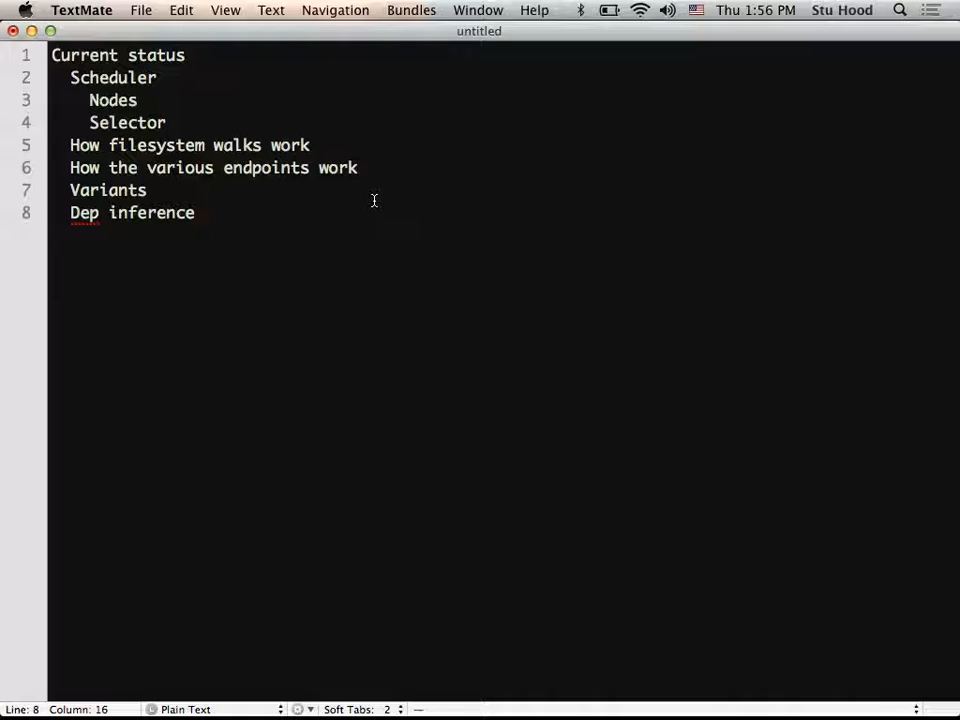 TextMate File Edit View Text Navigation Bundles Window Help Thu 1:56 PM Stu Hood
untitled
1 Current status
2 Scheduler
3 Nodes
4 Selector
5 How filesystem walks work
6 How the various endpoints work
7 Variants
8 Dep inference
Line: 8 Column: 16 L Plain Text Soft Tabs: 2 —